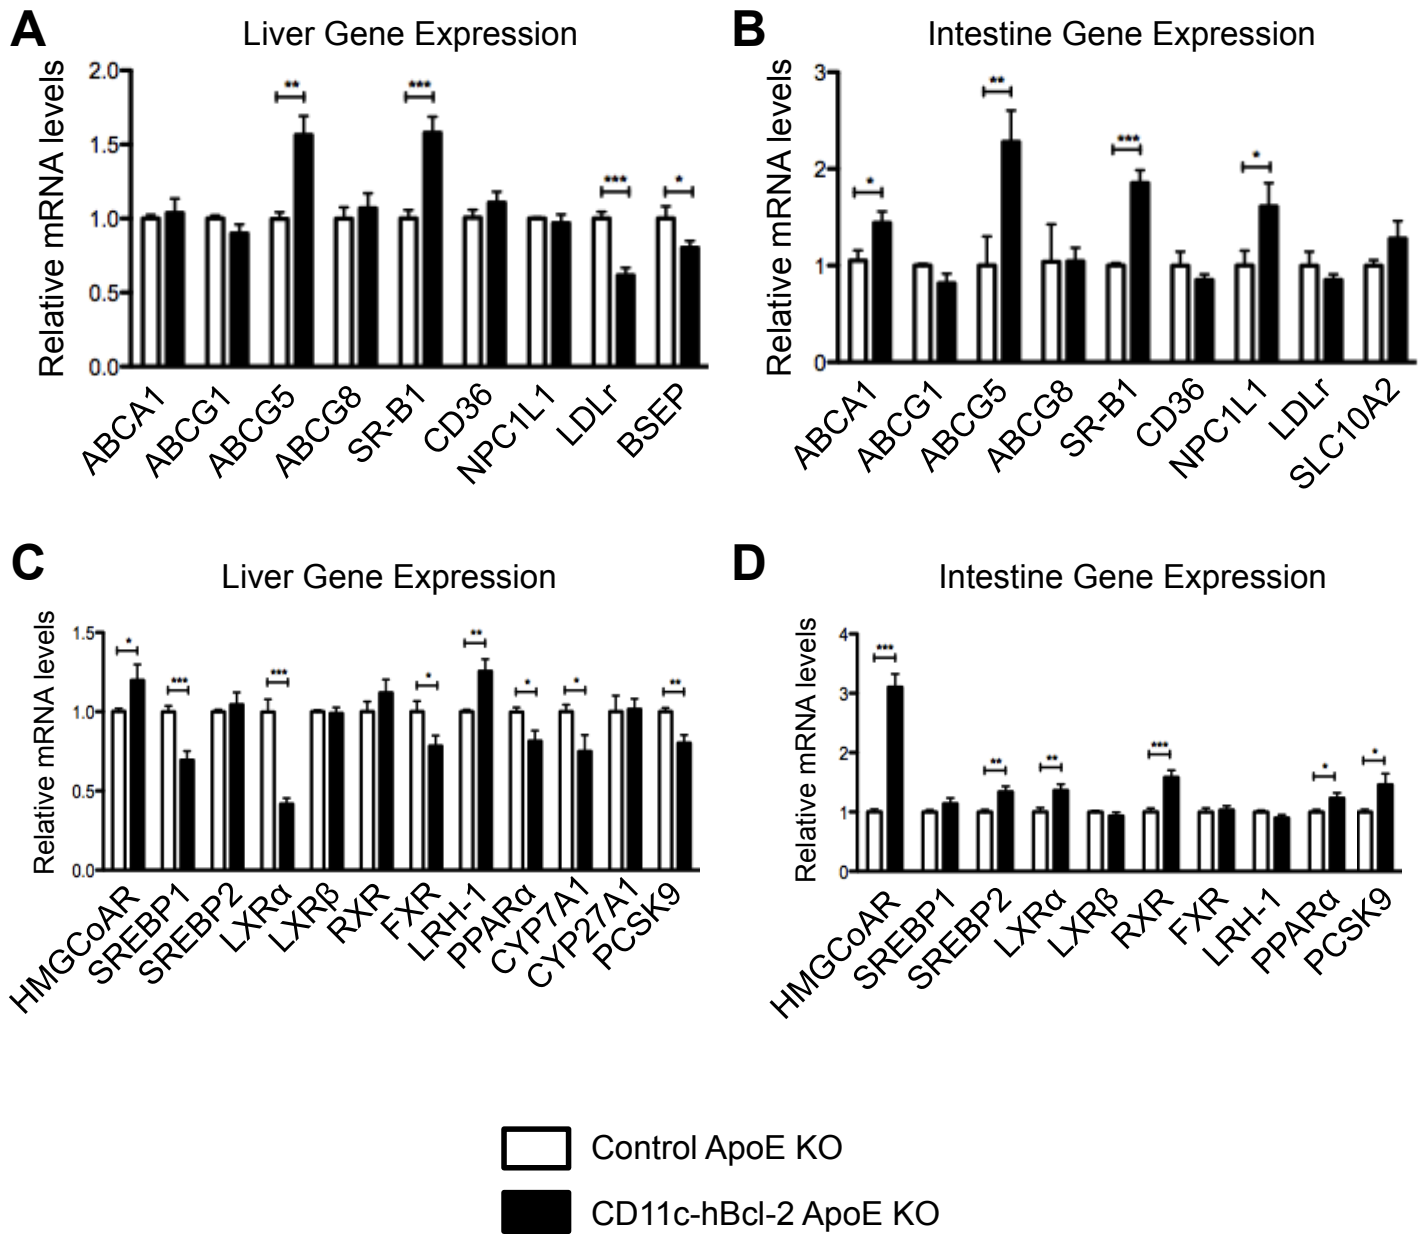 A
Liver Gene Expression
Relative mRNA levels
2.0
1.5
1.0
0.5
0.0
** *** *** *
ABCA1 ABCG1 ABCG5 ABCG8 SR-B1 CD36 NPC1L1 LDLr BSEP
B
Intestine Gene Expression
Relative mRNA levels
3
2
1
0
* ** *** *
ABCA1 ABCG1 ABCG5 ABCG8 SR-B1 CD36 NPC1L1 LDLr SLC10A2
C
Liver Gene Expression
Relative mRNA levels
1.5
1.0
0.5
0.0
* *** *** * ** * * **
HMGCoAR SREBP1 SREBP2 LXRα LXRβ RXR FXR LRH-1 PPARα CYP7A1 CYP27A1 PCSK9
D
Intestine Gene Expression
Relative mRNA levels
4
3
2
1
0
*** ** ** *** * *
HMGCoAR SREBP1 SREBP2 LXRα LXRβ RXR FXR LRH-1 PPARα PCSK9
Control ApoE KO
CD11c-hBcl-2 ApoE KO